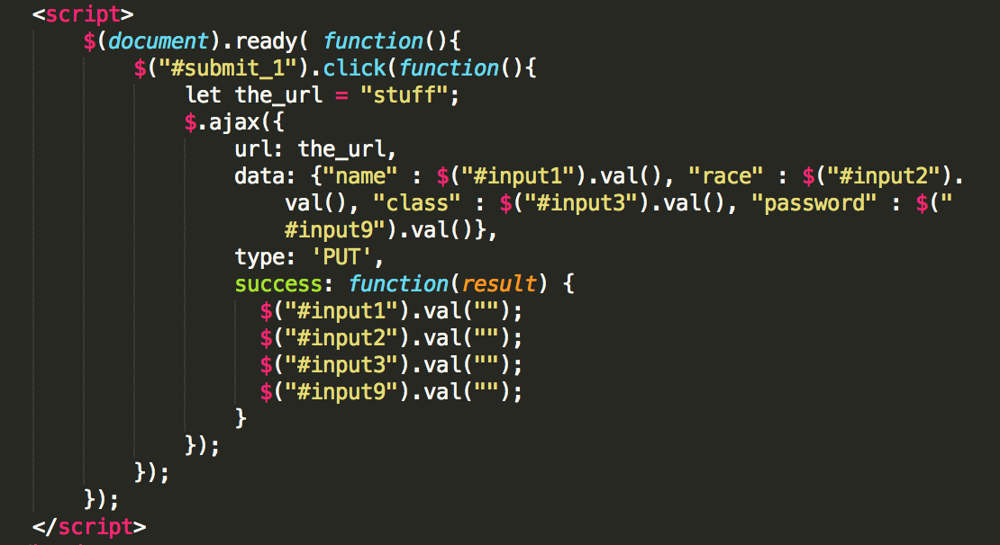 <script>
$(document).ready( function(){
$("#submit_1").click(function(){
let the_url = "stuff";
$.ajax({
url: the_url,
data: {"name" : $("#input1").val(), "race" : $("#input2").
val(), "class" : $("#input3").val(), "password" : $("
#input9").val()},
type: 'PUT',
success: function(result) {
$("#input1").val("");
$("#input2").val("");
$("#input3").val("");
$("#input9").val("");
}
});
});
});
</script>